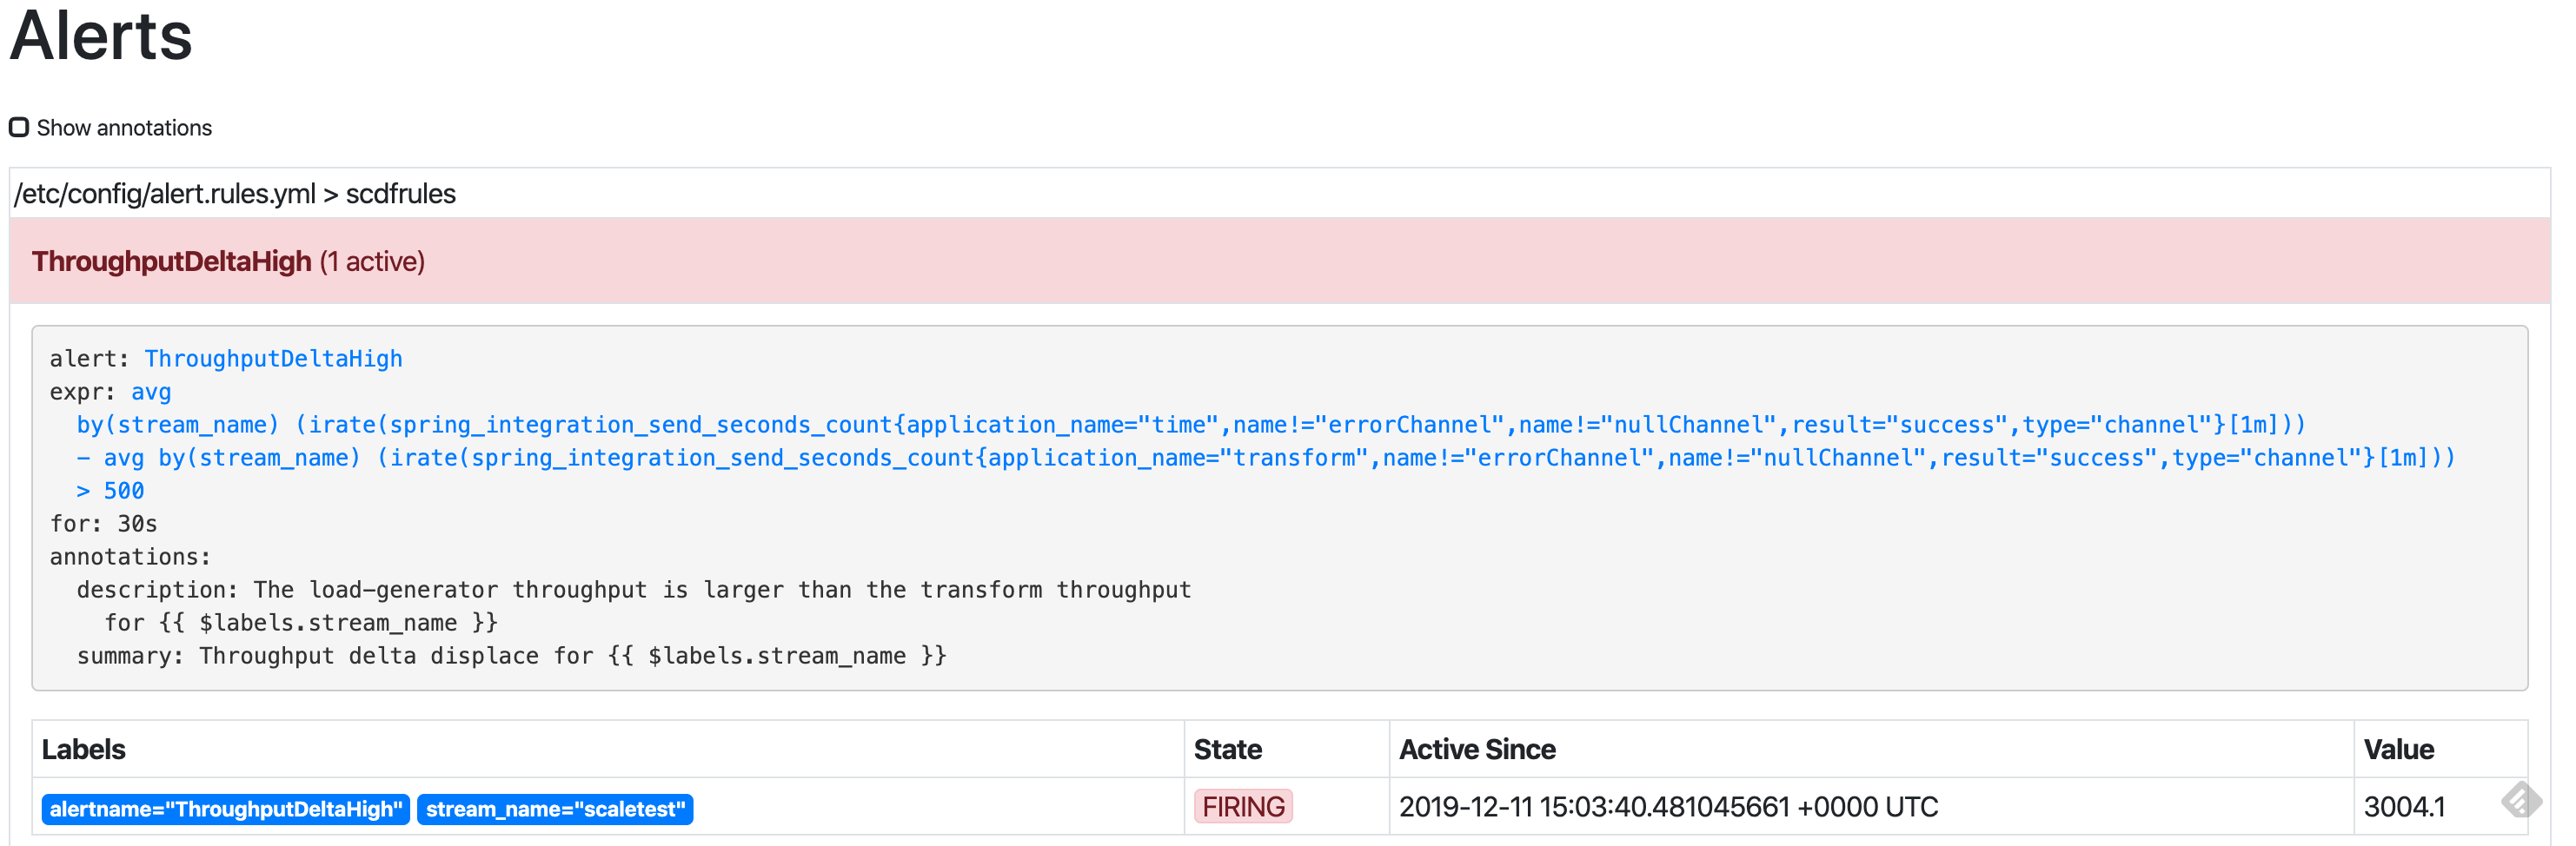 Alerts
Show annotations
/etc/config/alert.rules.yml > scdfrules
ThroughputDeltaHigh (1 active)
alert: ThroughputDeltaHigh
expr: avg
by(stream_name) (irate(spring_integration_send_seconds_count{application_name="time",name!="errorChannel",name!="nullChannel",result="success",type="channel"}[1m]))
- avg by(stream_name) (irate(spring_integration_send_seconds_count{application_name="transform",name!="errorChannel",name!="nullChannel",result="success",type="channel"}[1m]))
> 500
for: 30s
annotations:
description: The load-generator throughput is larger than the transform throughput
for {{ $labels.stream_name }}
summary: Throughput delta displace for {{ $labels.stream_name }}
Labels State Active Since Value
alertname="ThroughputDeltaHigh" stream_name="scaletest" FIRING 2019-12-11 15:03:40.481045661 +0000 UTC 3004.1